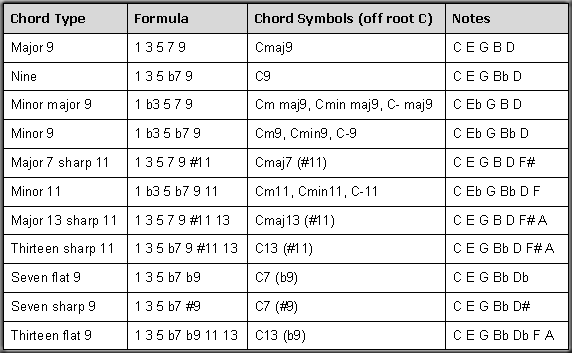 Chord Type Formula Chord Symbols (off root C) Notes
Major 9 1 3 5 7 9 Cmaj9 C E G B D
Nine 1 3 5 b7 9 C9 C E G Bb D
Minor major 9 1 b3 5 7 9 Cm maj9, Cmin maj9, C- maj9 C Eb G B D
Minor 9 1 b3 5 b7 9 Cm9, Cmin9, C-9 C Eb G Bb D
Major 7 sharp 11 1 3 5 7 9 #11 Cmaj7 (#11) C E G B D F#
Minor 11 1 b3 5 b7 9 11 Cm11, Cmin11, C-11 C Eb G Bb D F
Major 13 sharp 11 1 3 5 7 9 #11 13 Cmaj13 (#11) C E G B D F# A
Thirteen sharp 11 1 3 5 b7 9 #11 13 C13 (#11) C E G Bb D F# A
Seven flat 9 1 3 5 b7 b9 C7 (b9) C E G Bb Db
Seven sharp 9 1 3 5 b7 #9 C7 (#9) C E G Bb D#
Thirteen flat 9 1 3 5 b7 b9 11 13 C13 (b9) C E G Bb Db F A